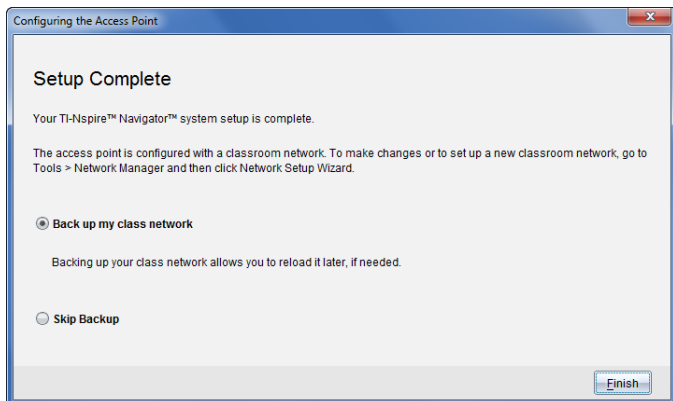 Configuring the Access Point
Setup Complete
Your TI-Nspire™ Navigator™ system setup is complete.
The access point is configured with a classroom network. To make changes or to set up a new classroom network, go to
Tools > Network Manager and then click Network Setup Wizard.
Back up my class network
Backing up your class network allows you to reload it later, if needed.
Skip Backup
Finish